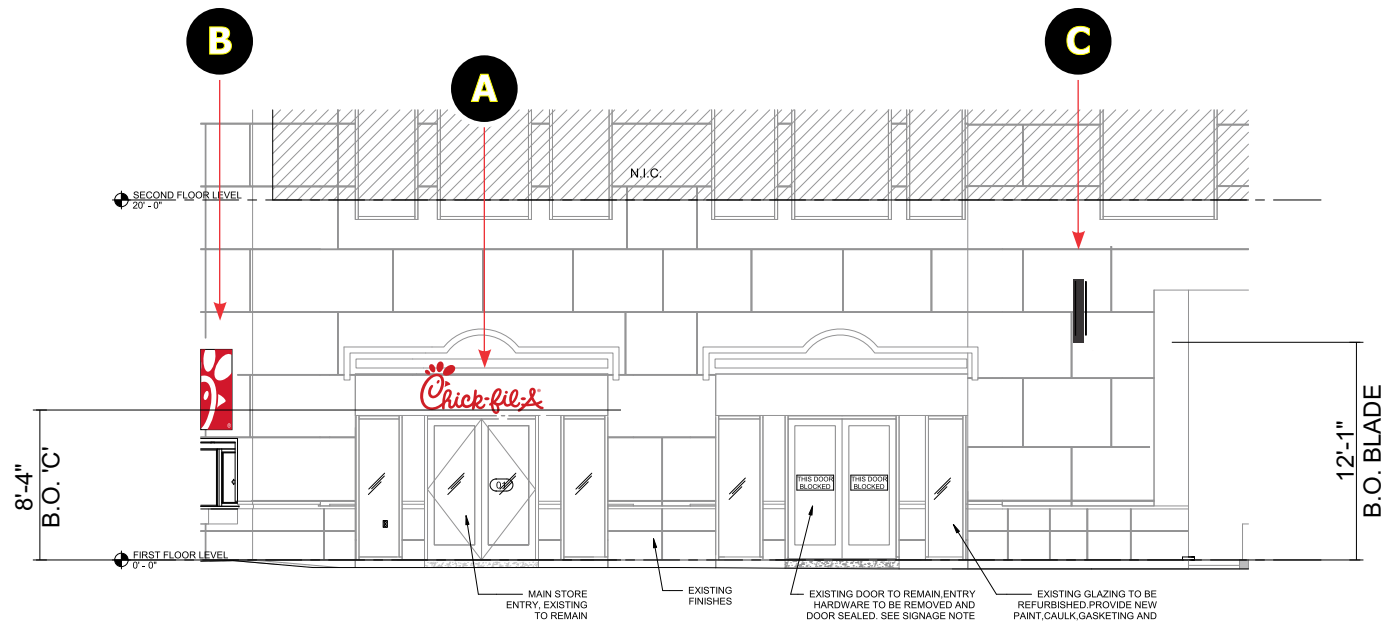 B
A
C
N.I.C.
SECOND FLOOR LEVEL
20' - 0"
Chick-fil-A®
8'-4"
B.O. 'C'
12'-1"
B.O. BLADE
01
THIS DOOR
BLOCKED
THIS DOOR
BLOCKED
®
FIRST FLOOR LEVEL
0' - 0"
MAIN STORE
ENTRY, EXISTING
TO REMAIN
EXISTING
FINISHES
EXISTING DOOR TO REMAIN,ENTRY
HARDWARE TO BE REMOVED AND
DOOR SEALED. SEE SIGNAGE NOTE
EXISTING GLAZING TO BE
REFURBISHED.PROVIDE NEW
PAINT,CAULK,GASKETING AND